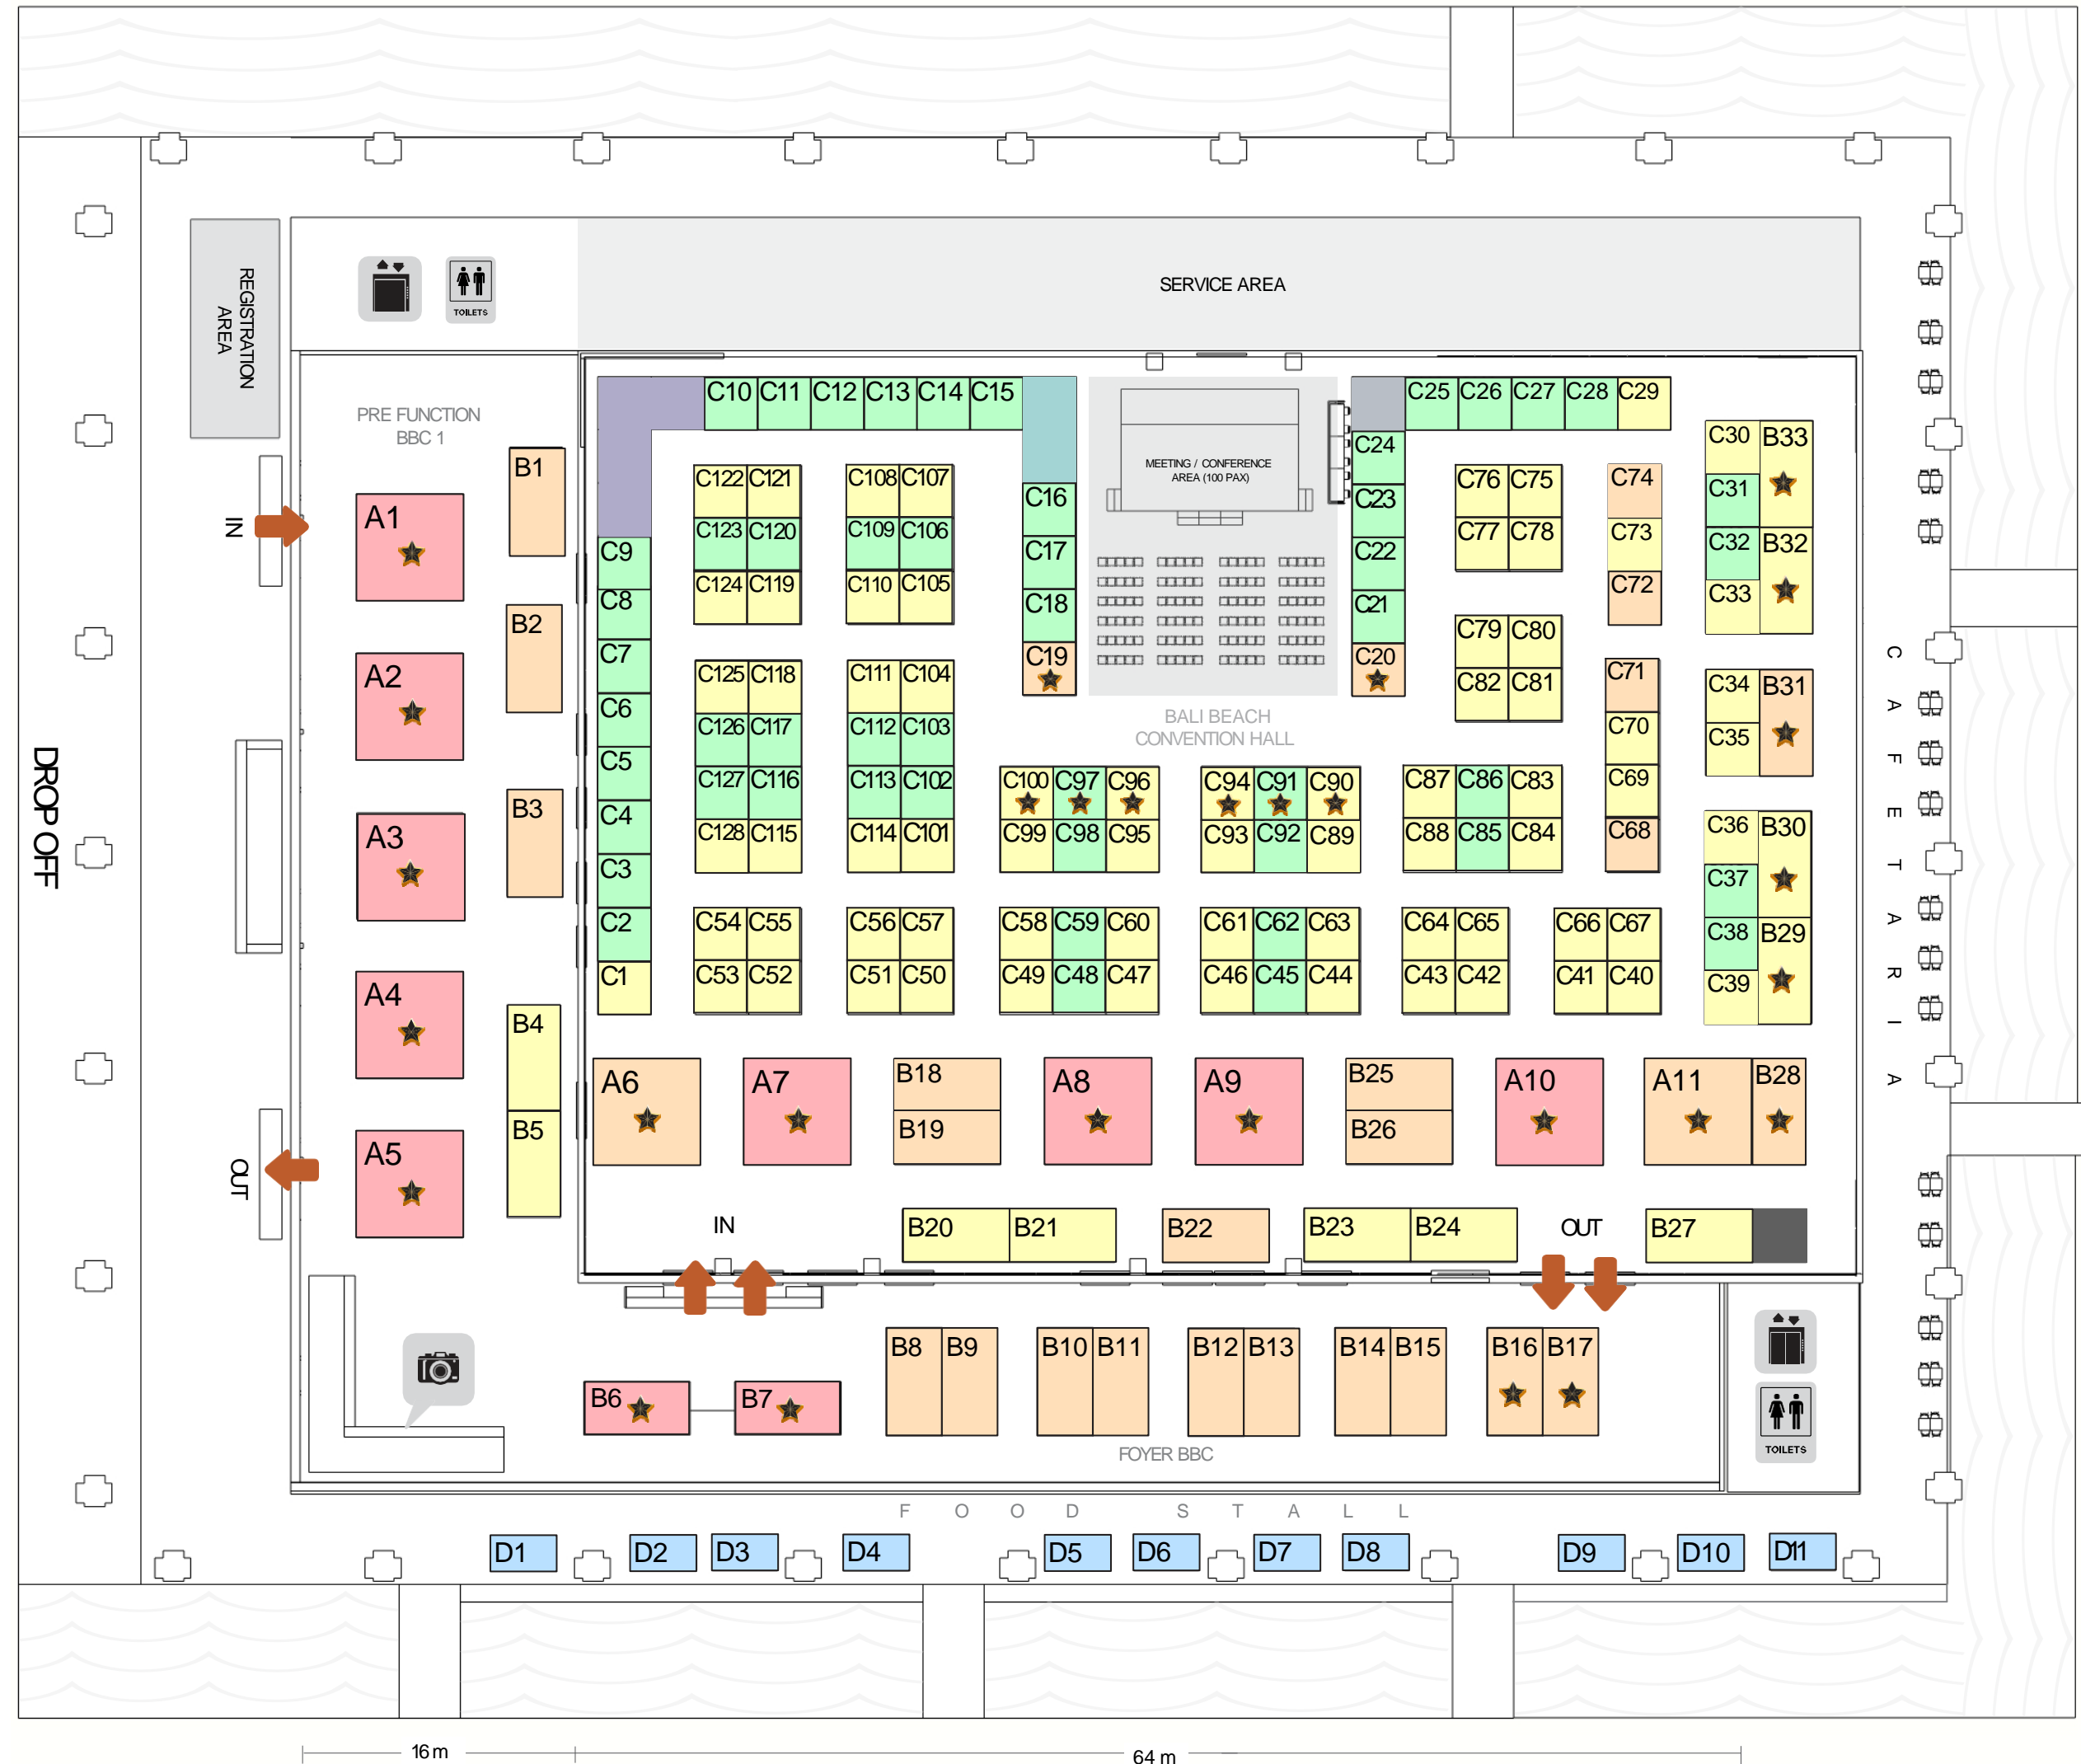 SERVICE AREA
REGISTRATION
AREA
TOILETS
PRE FUNCTION
BBC 1
C10 C11 C12 C13 C14 C15
C25 C26 C27 C28 C29
MEETING / CONFERENCE
AREA (100 PAX)
C30 B33
C31
C32 B32
C33
C24
C23
C22
C21
C20
C16
C17
C18
C19
B1
A1
IN
C122 C121
C123 C120
C124 C119
C108 C107
C109 C106
C110 C105
C76 C75
C77 C78
C74
C73
C72
C9
C8
C7
C6
C5
C4
C3
C2
C1
B2
A2
C79 C80
C82 C81
C125 C118
C126 C117
C127 C116
C128 C115
C111 C104
C112 C103
C113 C102
C114 C101
C71
C70
C69
C68
C34 B31
C35
BALI BEACH
CONVENTION HALL
DROP OFF
CAFETARIA
B3
A3
C100 C97 C96
C99 C98 C95
C94 C91 C90
C93 C92 C89
C87 C86 C83
C88 C85 C84
C36 B30
C37
C38 B29
C39
C54 C55
C53 C52
C56 C57
C51 C50
C58 C59 C60
C49 C48 C47
C61 C62 C63
C46 C45 C44
C64 C65
C43 C42
C66 C67
C41 C40
A4
B4
B5
A5
OUT
A6
A7
B18
B19
A8
A9
B25
B26
A10
A11 B28
IN
B20 B21
B22
B23 B24
OUT
B27
B8 B9
B10 B11
B12 B13
B14 B15
B16 B17
B6
B7
TOILETS
FOYER BBC
FOOD STALL
D1 D2 D3 D4 D5 D6 D7 D8 D9 D10 D11
16 m
64 m